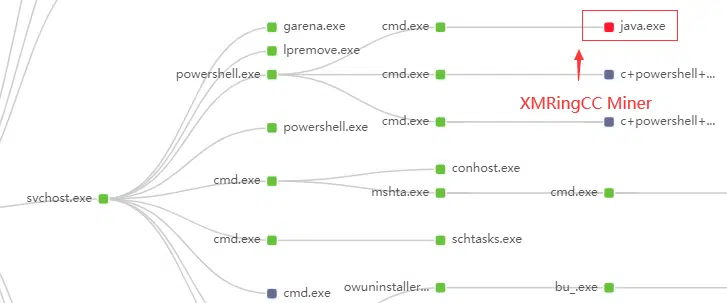 garena.exe
cmd.exe
java.exe
lpremove.exe
powershell.exe
cmd.exe
c+powershell+...
XMRingCC Miner
cmd.exe
c+powershell+...
powershell.exe
conhost.exe
cmd.exe
mshta.exe
cmd.exe
svchost.exe
cmd.exe
schtasks.exe
cmd.exe
owuninstaller...
bu_.exe